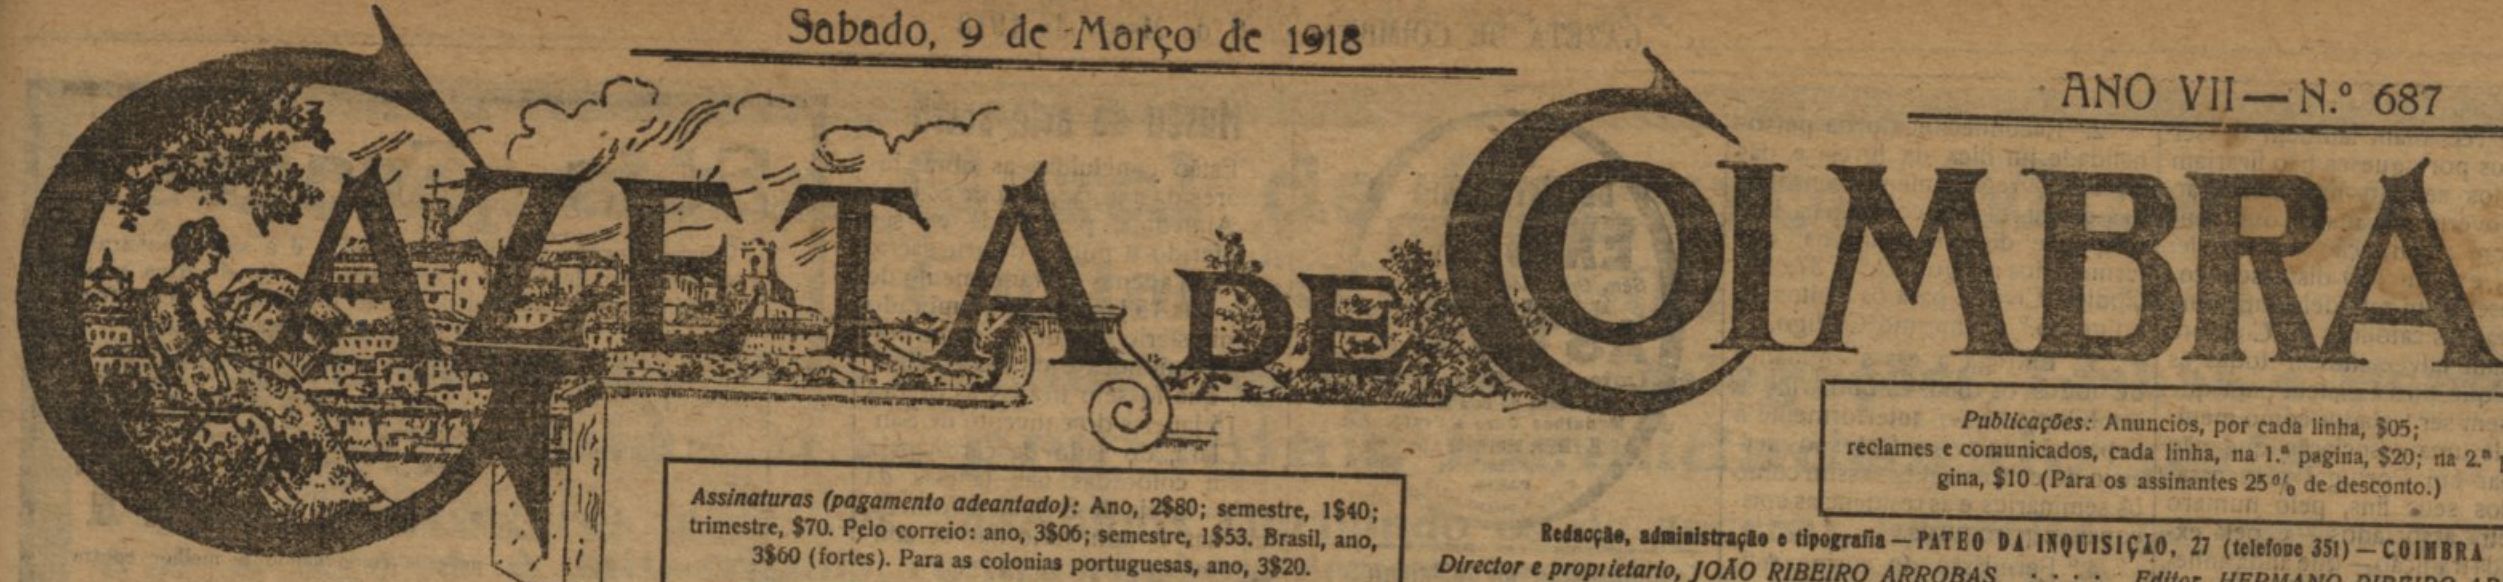 Sabado, 9 de Março de 1918
ANO VII — N.º 687
GAZETA DE COIMBRA
Publicações: Anuncios, por cada linha, $05;
reclames e comunicados, cada linha, na 1.ª pagina, $20; na 2.ª
gina, $10 (Para os assinantes 25% de desconto.)
Assinaturas (pagamento adeantado): Ano, 2$80; semestre, 1$40;
trimestre, $70. Pelo correio: ano, 3$06; semestre, 1$53. Brasil, ano,
3$60 (fortes). Para as colonias portuguesas, ano, 3$20.
Redacção, administração e tipografia — PATEO DA INQUISIÇÃO, 27 (telefone 351) — COIMBRA
Director e proprietario, JOÃO RIBEIRO ARROBAS . . . . Editor, HERMANO